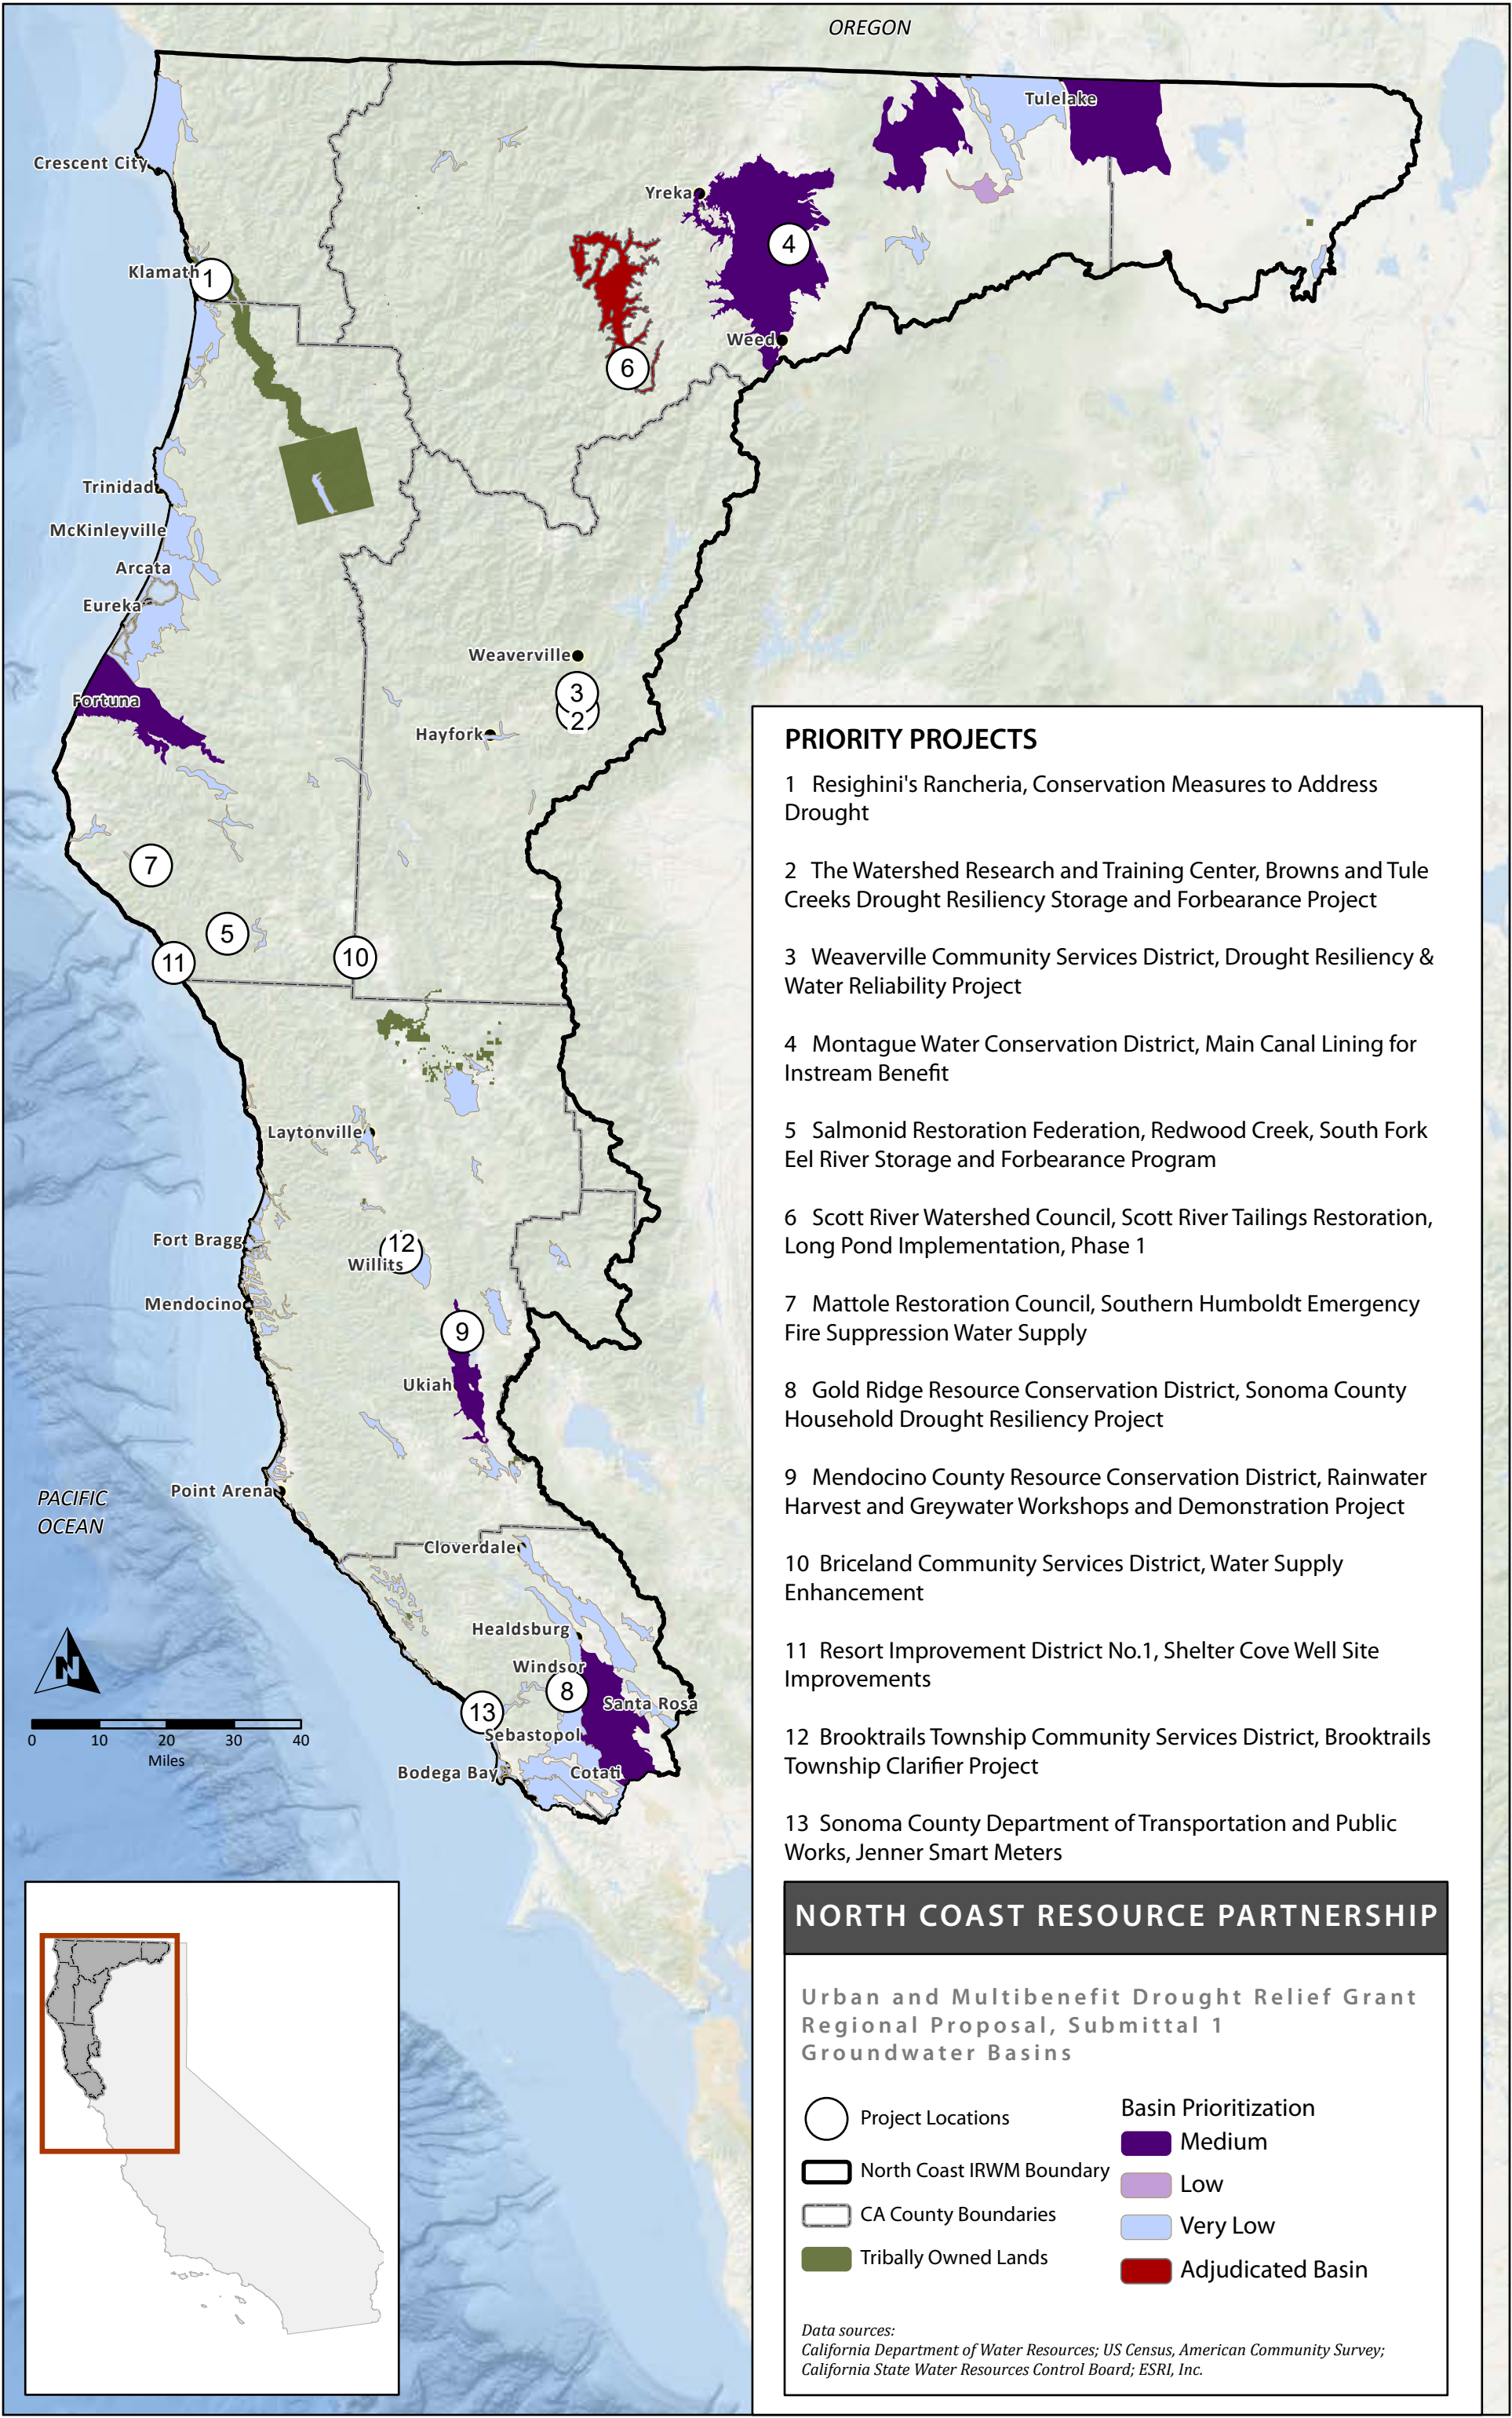 OREGON
Tulelake
Crescent City
Yreka
4
Klamath
1
Weed
6
Trinidad
McKinleyville
Arcata
Eureka
Weaverville
3
2
Fortuna
Hayfork
7
5
11
10
Laytonville
Fort Bragg
12
Willits
Mendocino
9
Ukiah
Point Arena
PACIFIC
OCEAN
Cloverdale
Healdsburg
Windsor
8
Santa Rosa
13
Sebastopol
Bodega Bay
Cotati
N
0 10 20 30 40
Miles
PRIORITY PROJECTS
1 Resighini's Rancheria, Conservation Measures to Address
Drought
2 The Watershed Research and Training Center, Browns and Tule
Creeks Drought Resiliency Storage and Forbearance Project
3 Weaverville Community Services District, Drought Resiliency &
Water Reliability Project
4 Montague Water Conservation District, Main Canal Lining for
Instream Benefit
5 Salmonid Restoration Federation, Redwood Creek, South Fork
Eel River Storage and Forbearance Program
6 Scott River Watershed Council, Scott River Tailings Restoration,
Long Pond Implementation, Phase 1
7 Mattole Restoration Council, Southern Humboldt Emergency
Fire Suppression Water Supply
8 Gold Ridge Resource Conservation District, Sonoma County
Household Drought Resiliency Project
9 Mendocino County Resource Conservation District, Rainwater
Harvest and Greywater Workshops and Demonstration Project
10 Briceland Community Services District, Water Supply
Enhancement
11 Resort Improvement District No.1, Shelter Cove Well Site
Improvements
12 Brooktrails Township Community Services District, Brooktrails
Township Clarifier Project
13 Sonoma County Department of Transportation and Public
Works, Jenner Smart Meters
NORTH COAST RESOURCE PARTNERSHIP
Urban and Multibenefit Drought Relief Grant
Regional Proposal, Submittal 1
Groundwater Basins
Project Locations
North Coast IRWM Boundary
CA County Boundaries
Tribally Owned Lands
Basin Prioritization
Medium
Low
Very Low
Adjudicated Basin
Data sources:
California Department of Water Resources; US Census, American Community Survey;
California State Water Resources Control Board; ESRI, Inc.